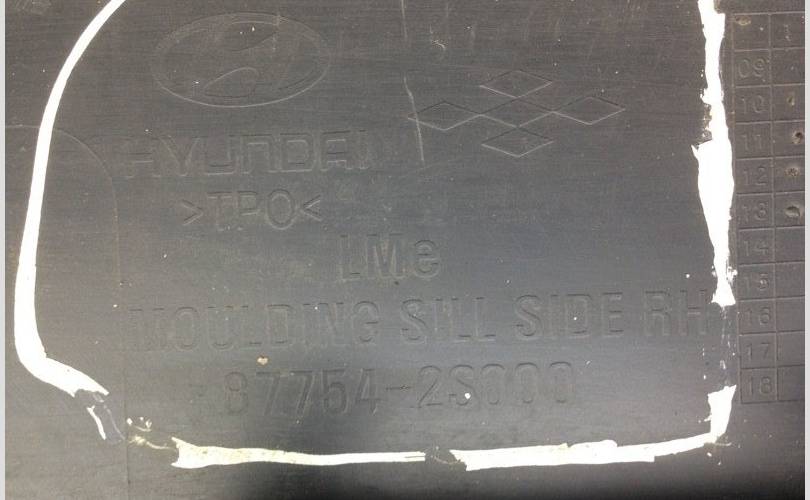 HYUNDAI
>TPO<
LMe
MOULDING SILL SIDE RH
87754-2S000
09
10
11
12
13
14
15
16
17
18